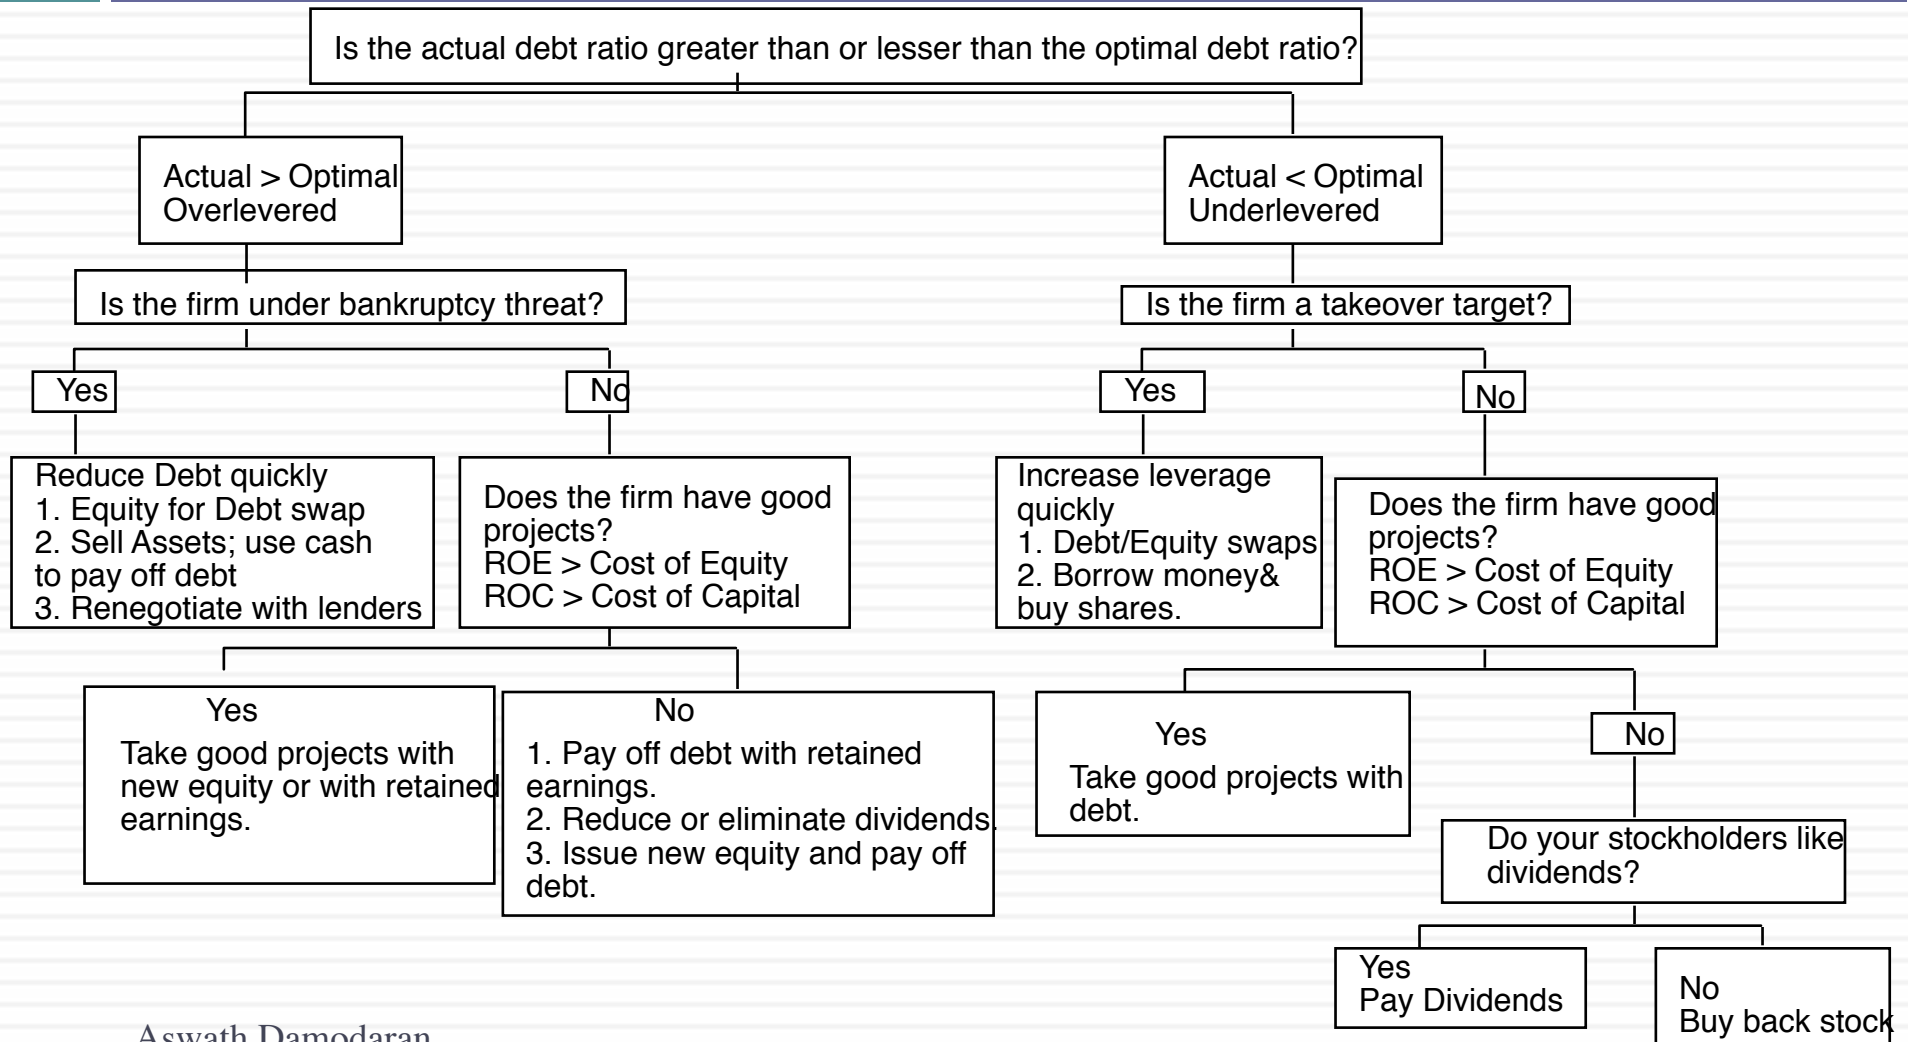 Is the actual debt ratio greater than or lesser than the optimal debt ratio?
Actual > Optimal
Overlevered
Actual < Optimal
Underlevered
Is the firm under bankruptcy threat?
Is the firm a takeover target?
Yes
No
Yes
No
Reduce Debt quickly
1. Equity for Debt swap
2. Sell Assets; use cash
to pay off debt
3. Renegotiate with lenders
Does the firm have good
projects?
ROE > Cost of Equity
ROC > Cost of Capital
Increase leverage
quickly
1. Debt/Equity swaps
2. Borrow money&
buy shares.
Does the firm have good
projects?
ROE > Cost of Equity
ROC > Cost of Capital
Yes
Take good projects with
new equity or with retained
earnings.
No
1. Pay off debt with retained
earnings.
2. Reduce or eliminate dividends.
3. Issue new equity and pay off
debt.
Yes
Take good projects with
debt.
No
Do your stockholders like
dividends?
Yes
Pay Dividends
No
Buy back stock
Aswath Damodaran